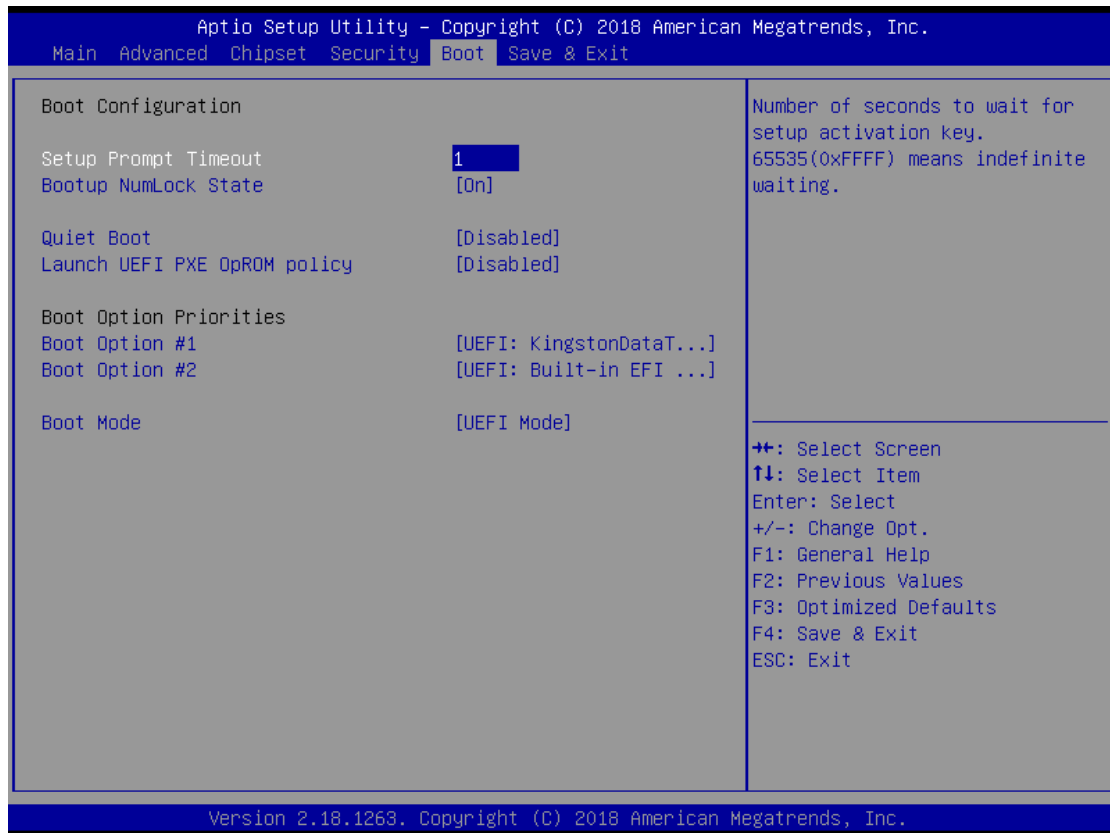 Aptio Setup Utility – Copyright (C) 2018 American Megatrends, Inc.
Main Advanced Chipset Security Boot Save & Exit
Boot Configuration
Setup Prompt Timeout 1
Bootup NumLock State [On]
Quiet Boot [Disabled]
Launch UEFI PXE OpROM policy [Disabled]
Boot Option Priorities
Boot Option #1 [UEFI: KingstonDataT...]
Boot Option #2 [UEFI: Built-in EFI ...]
Boot Mode [UEFI Mode]
Number of seconds to wait for
setup activation key.
65535(0xFFFF) means indefinite
waiting.
→←: Select Screen
↑↓: Select Item
Enter: Select
+/-: Change Opt.
F1: General Help
F2: Previous Values
F3: Optimized Defaults
F4: Save & Exit
ESC: Exit
Version 2.18.1263. Copyright (C) 2018 American Megatrends, Inc.